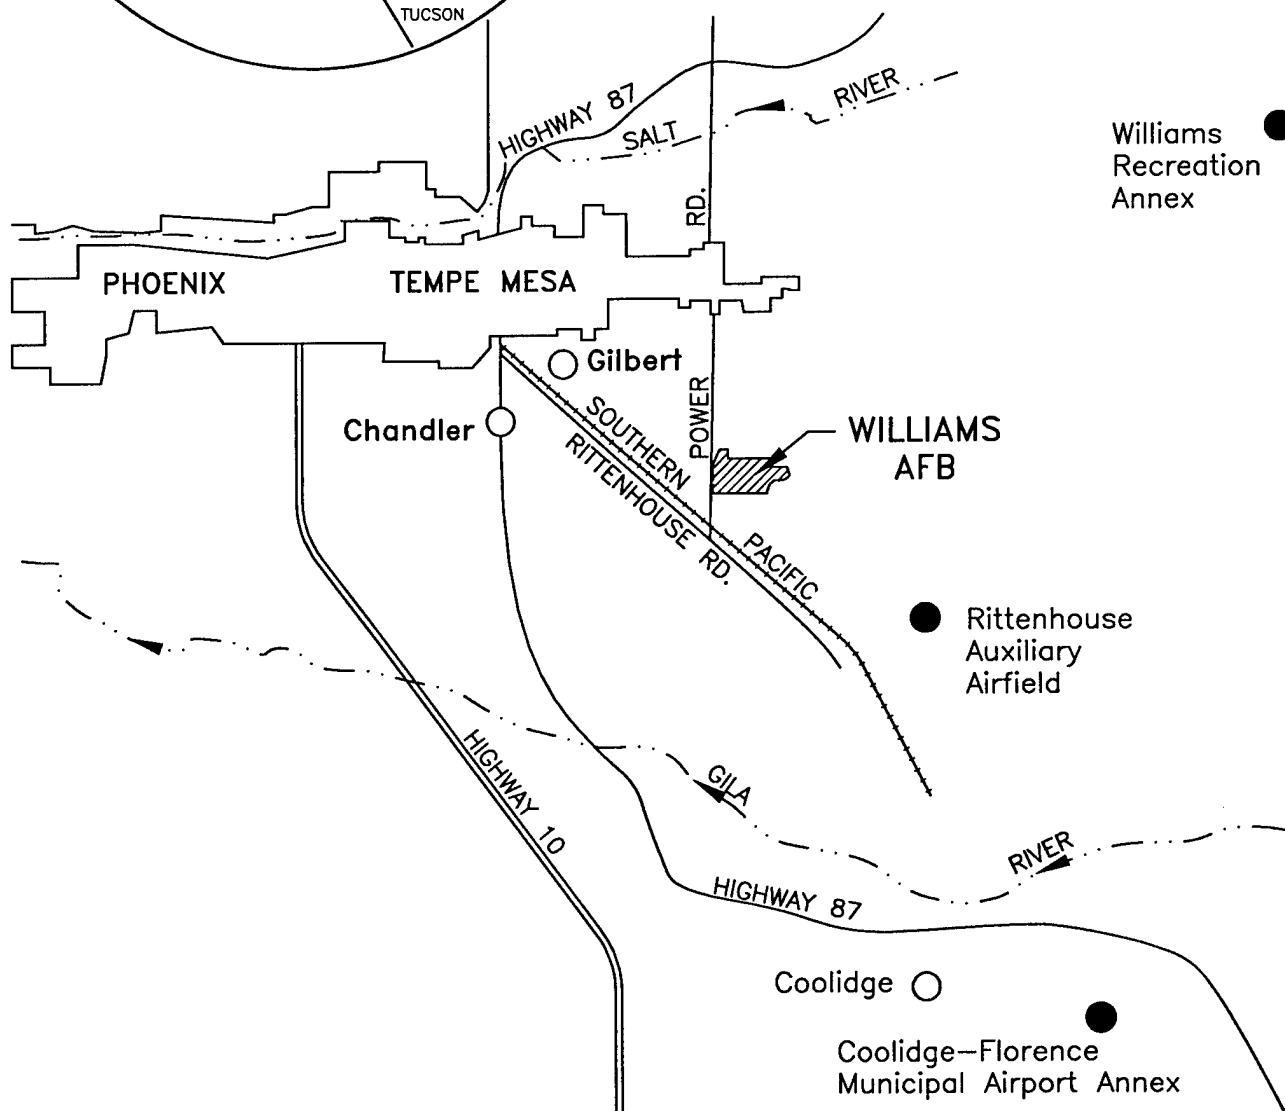 TUCSON
HIGHWAY 87
SALT
RIVER
Williams
Recreation
Annex
RD.
PHOENIX
TEMPE MESA
Gilbert
Chandler
POWER
SOUTHERN
PACIFIC
RITTENHOUSE RD.
WILLIAMS
AFB
Rittenhouse
Auxiliary
Airfield
HIGHWAY 10
GILA
RIVER
HIGHWAY 87
Coolidge
Coolidge–Florence
Municipal Airport Annex